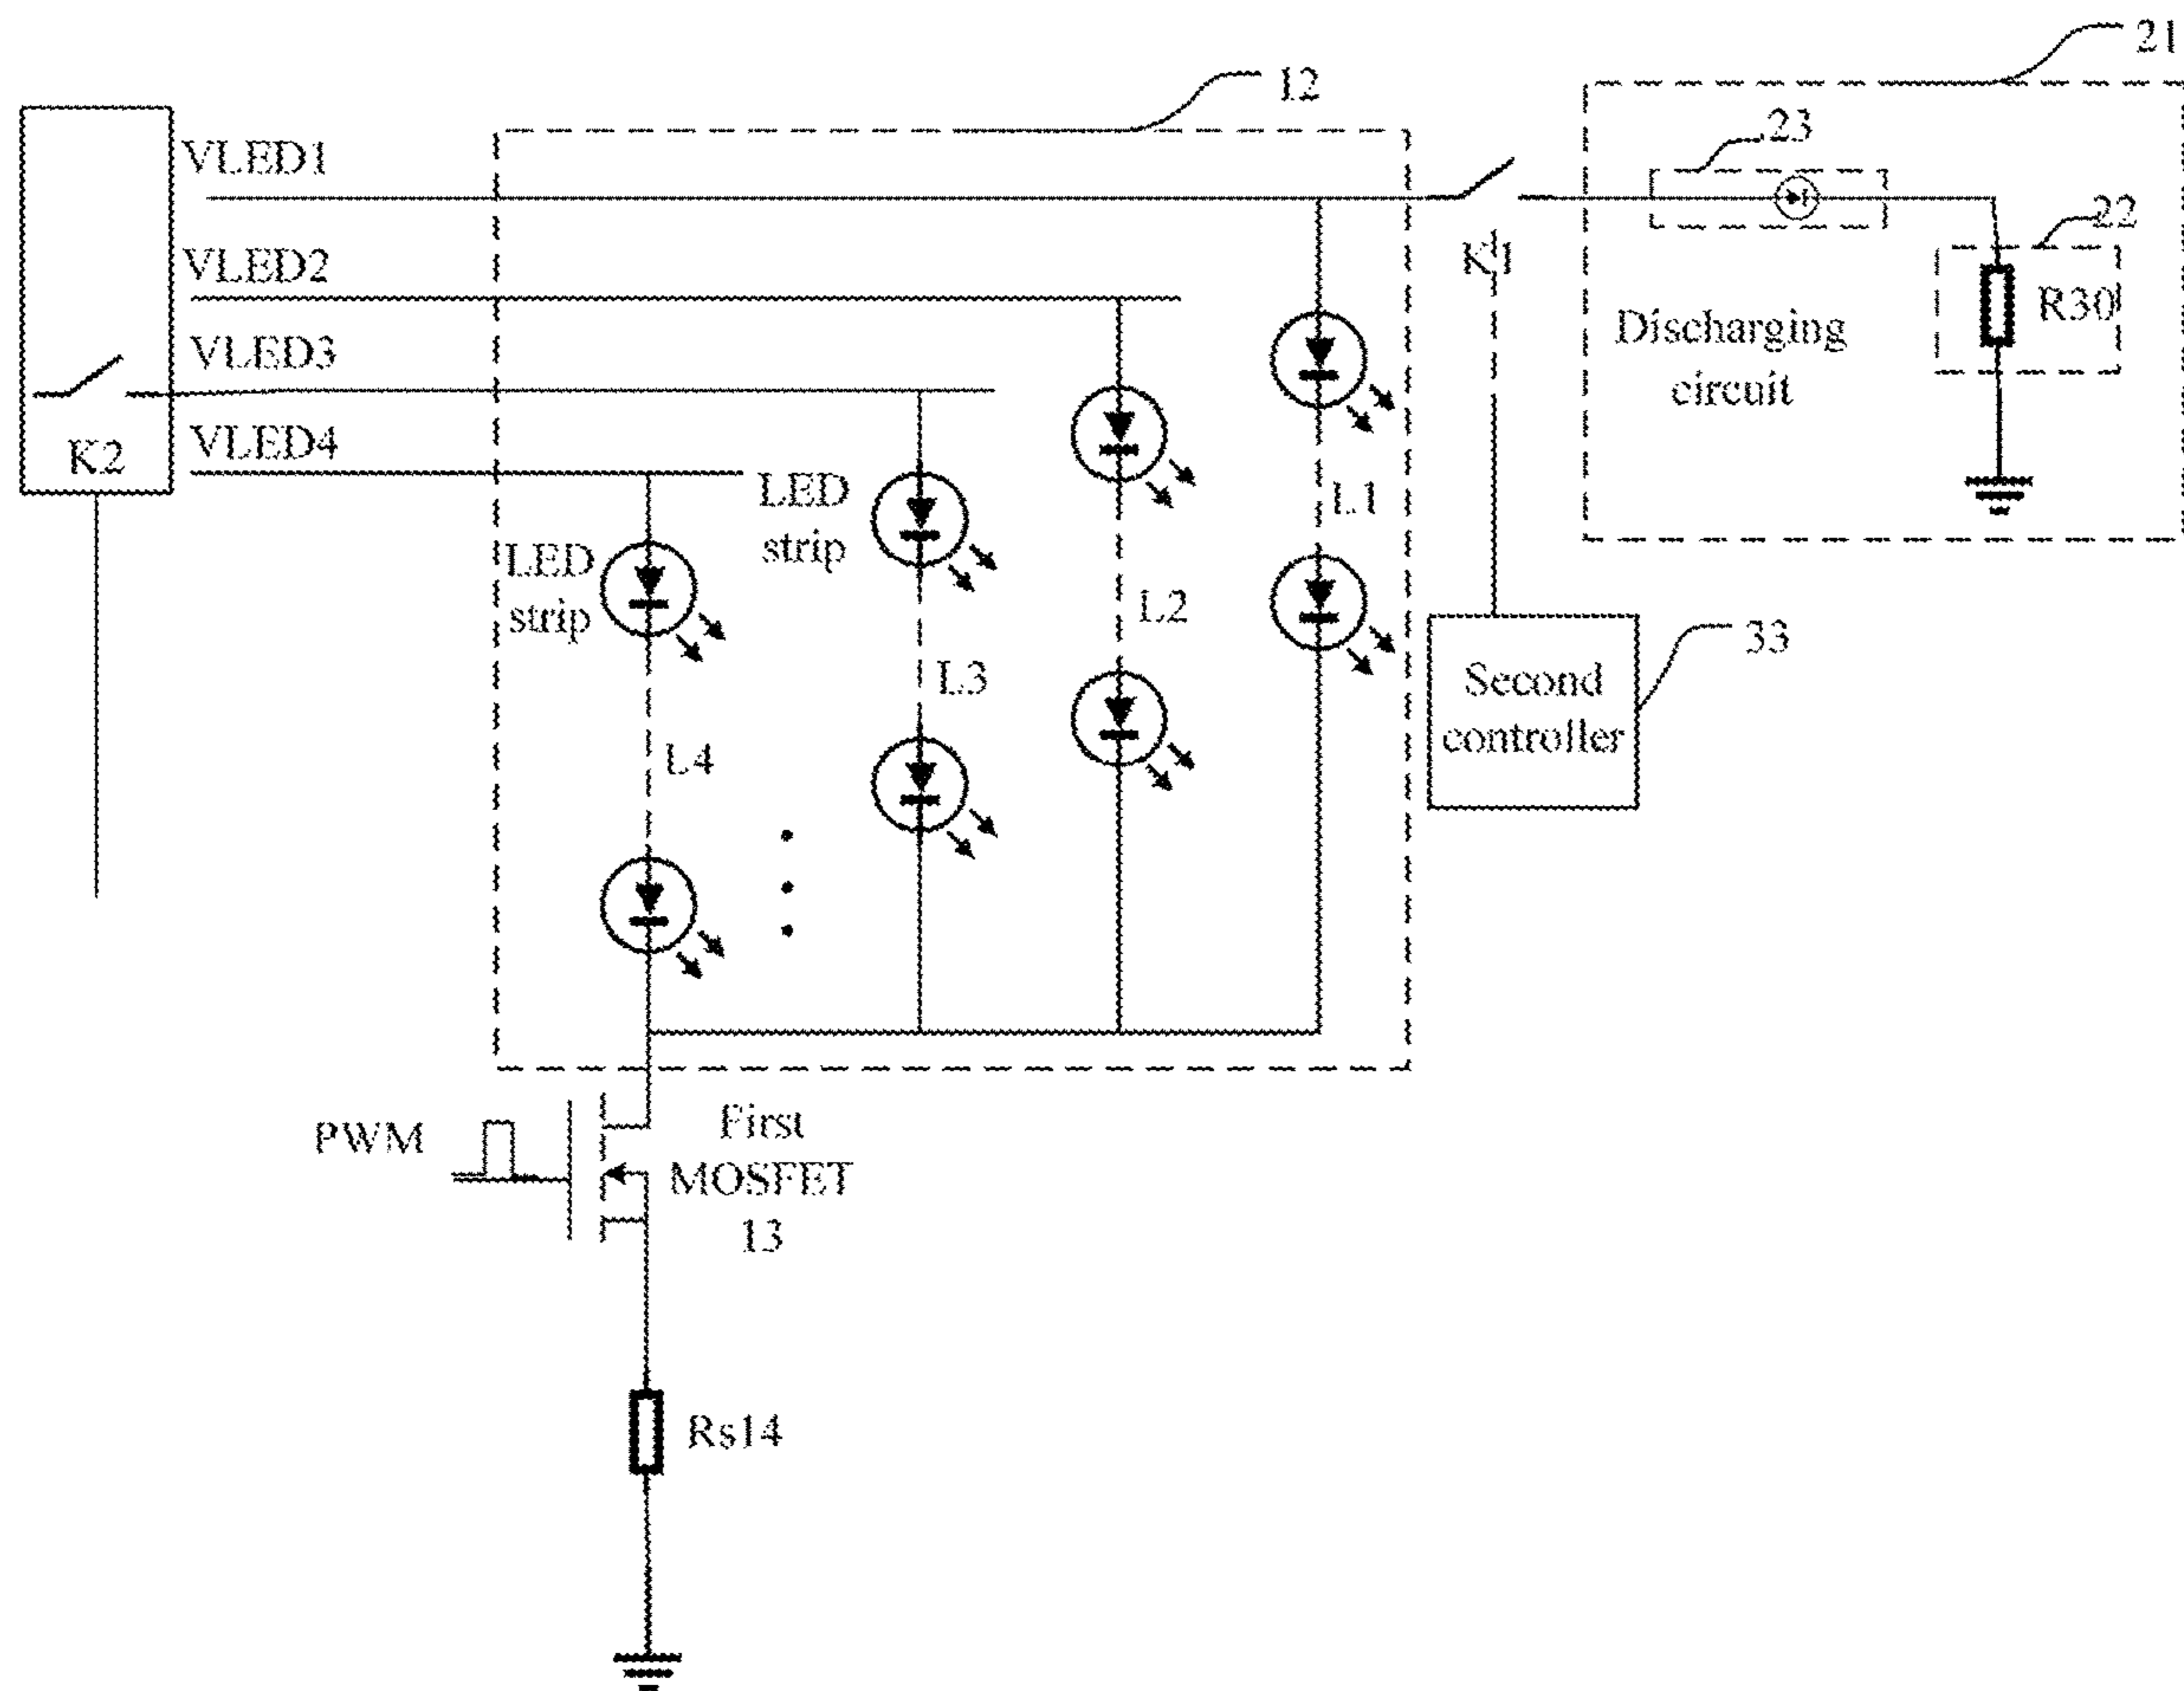 21
12
.23
VLED1
22
VLED2
K1
R30
VLED3
Discharging
circuit
K2
VLED4
LED
strip
L1
LED
strip
L2
33
L3
Second
controller
L4
PWM
First
MOSFET
13
Rs14